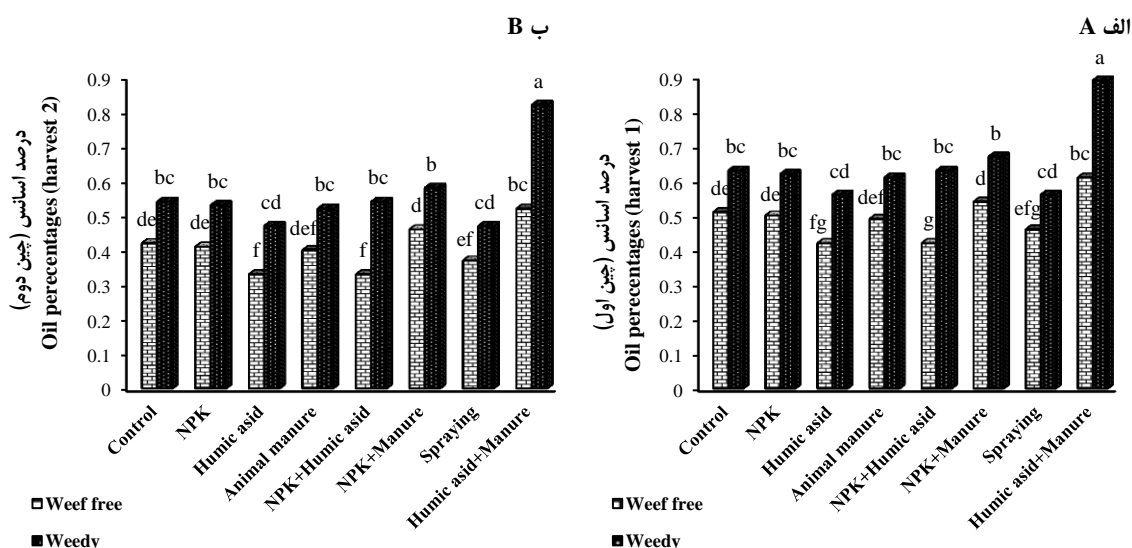 ب B
الف A
درصد اسانس (چین دوم)
Oil perecentages (harvest 2)
0.9
0.8
0.7
0.6
0.5
0.4
0.3
0.2
0.1
0
de bc de bc f cd def bc f bc d b ef cd bc a
Control
NPK
Humic asid
Animal manure
NPK+Humic asid
NPK+Manure
Spraying
Humic asid+Manure
Weef free
Weedy
درصد اسانس (چین اول)
Oil perecentages (harvest 1)
0.9
0.8
0.7
0.6
0.5
0.4
0.3
0.2
0.1
0
de bc de bc fg cd def bc g bc d b efg cd bc a
Control
NPK
Humic asid
Animal manure
NPK+Humic asid
NPK+Manure
Spraying
Humic asid+Manure
Weef free
Weedy